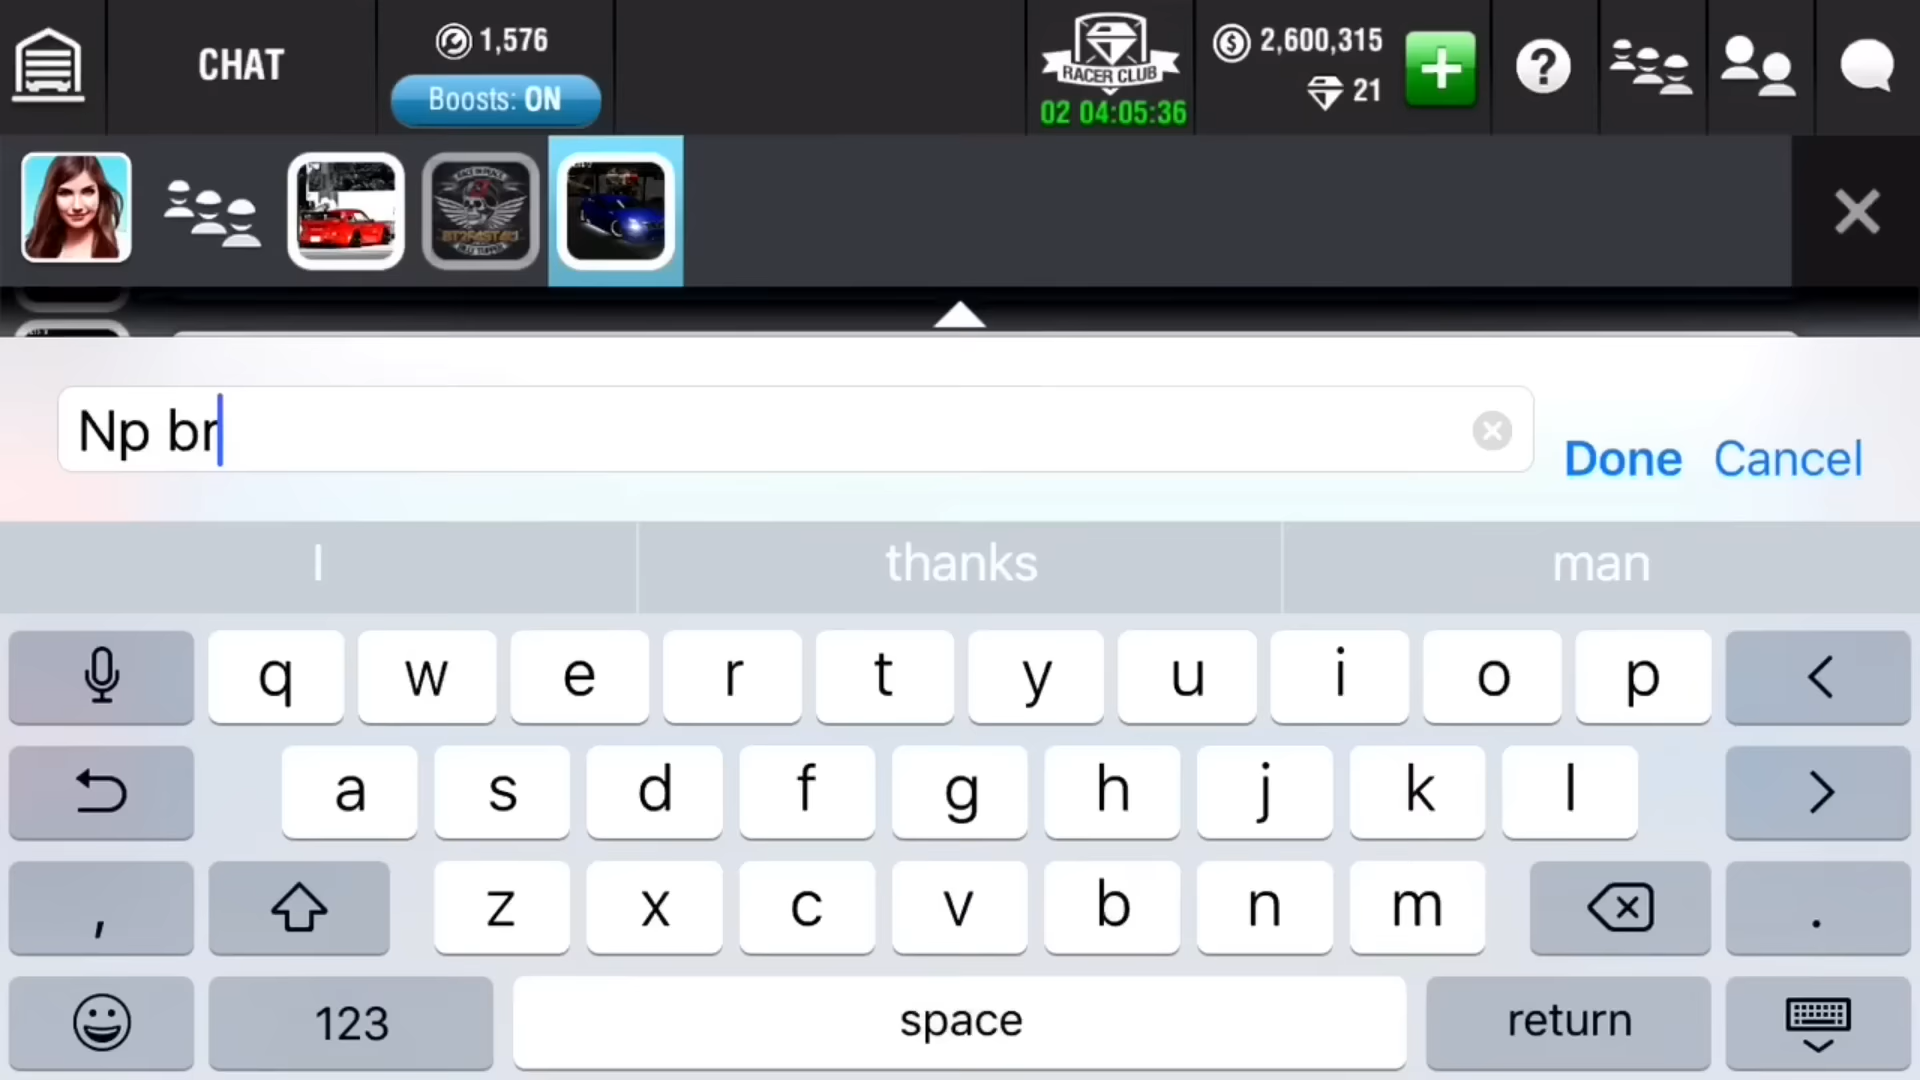 CHAT
1,576
Boosts: ON
RACER CLUB
02 04:05:36
2,600,315
21
Np br
Done Cancel
I thanks man
q w e r t y u i o p
a s d f g h j k l
, z x c v b n m .
123 space return